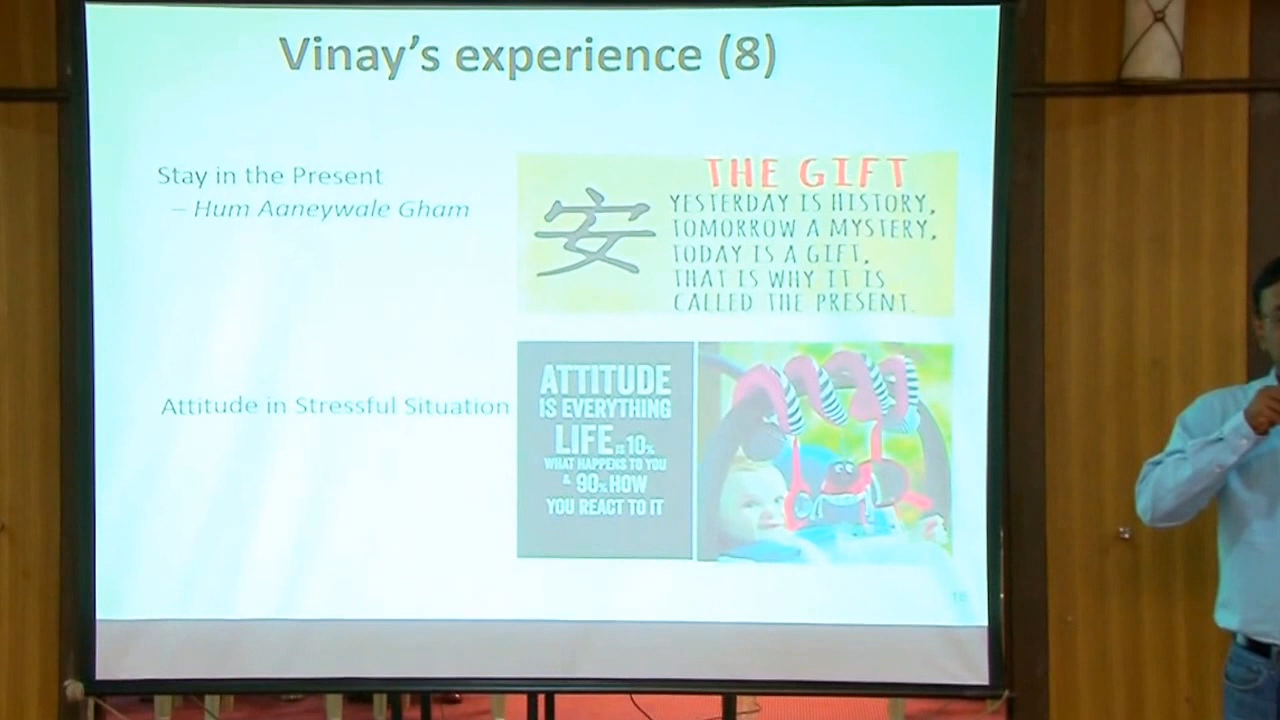 Vinay's experience (8)
Stay in the Present
– Hum Aaneywale Gham
安
THE GIFT
YESTERDAY IS HISTORY,
TOMORROW A MYSTERY,
TODAY IS A GIFT,
THAT IS WHY IT IS
CALLED THE PRESENT.
Attitude in Stressful Situation
ATTITUDE
IS EVERYTHING
LIFE IS 10%
WHAT HAPPENS TO YOU
& 90% HOW
YOU REACT TO IT